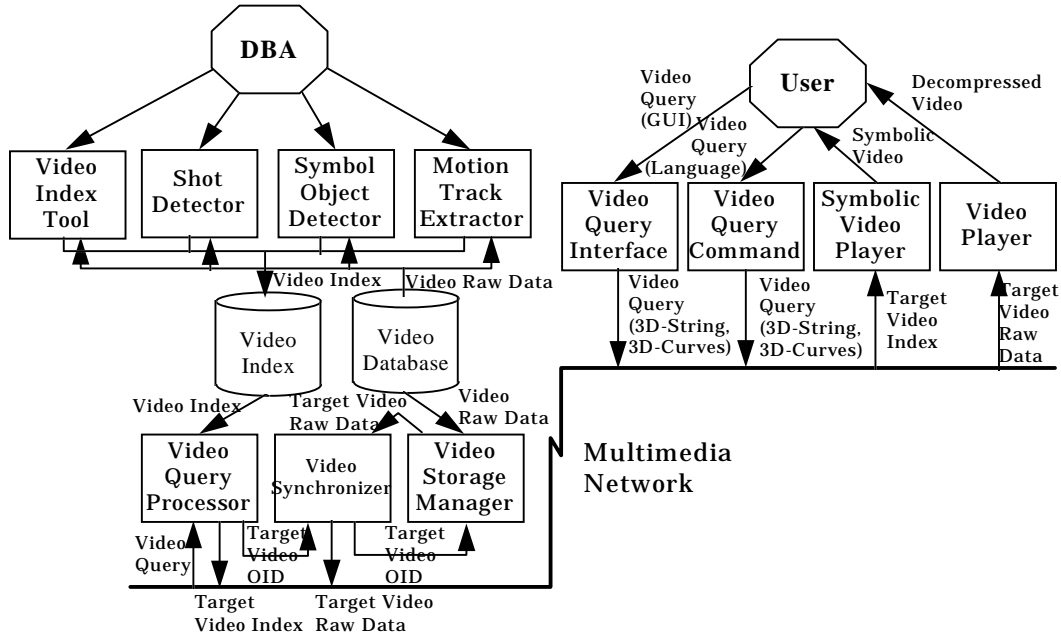 DBA
User
Video
Query
(GUI)
Video
Query
(Language)
Decompressed
Video
Symbolic
Video
Video
Index
Tool
Shot
Detector
Symbol
Object
Detector
Motion
Track
Extractor
Video
Query
Interface
Video
Query
Command
Symbolic
Video
Player
Video
Player
Video Index
Video Raw Data
Video
Query
(3D-String,
3D-Curves)
Video
Query
(3D-String,
3D-Curves)
Target
Video
Index
Target
Video
Raw
Data
Video
Index
Video
Database
Video Index
Target Video
Raw Data
Video
Raw Data
Video
Query
Processor
Video
Synchronizer
Video
Storage
Manager
Multimedia
Network
Video
Query
Target
Video
OID
Target
Video
OID
Target
Video Index
Target Video
Raw Data